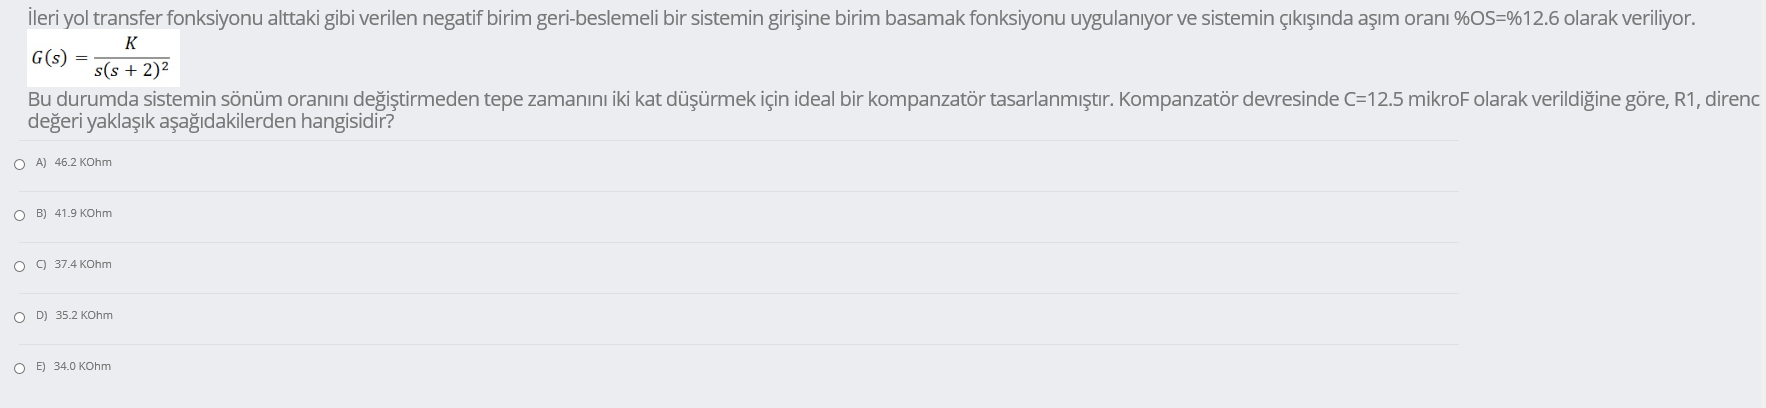 İleri yol transfer fonksiyonu alttaki gibi verilen negatif birim geri-beslemeli bir sistemin girişine birim basamak fonksiyonu uygulanıyor ve sistemin çıkışında aşım oranı %OS=%12.6 olarak veriliyor.
G(s) = K / s(s + 2)²
Bu durumda sistemin sönüm oranını değiştirmeden tepe zamanını iki kat düşürmek için ideal bir kompanzatör tasarlanmıştır. Kompanzatör devresinde C=12.5 mikroF olarak verildiğine göre, R1, direnc
değeri yaklaşık aşağıdakilerden hangisidir?
A) 46.2 KOhm
B) 41.9 KOhm
C) 37.4 KOhm
D) 35.2 KOhm
E) 34.0 KOhm